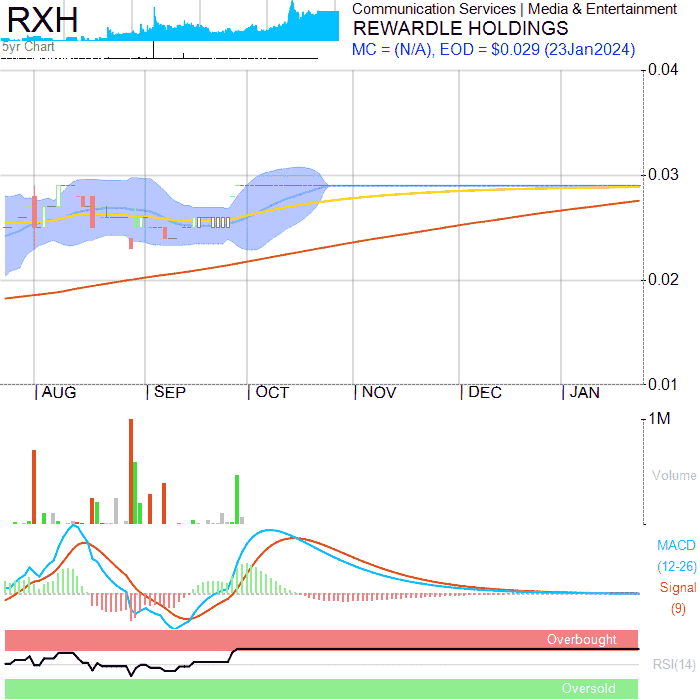 RXH
Communication Services | Media & Entertainment
REWARDLE HOLDINGS
MC = (N/A), EOD = $0.029 (23Jan2024)
5yr Chart
0.04
0.03
0.02
0.01
AUG SEP OCT NOV DEC JAN
1M
Volume
MACD
(12-26)
Signal
(9)
Overbought
RSI(14)
Oversold